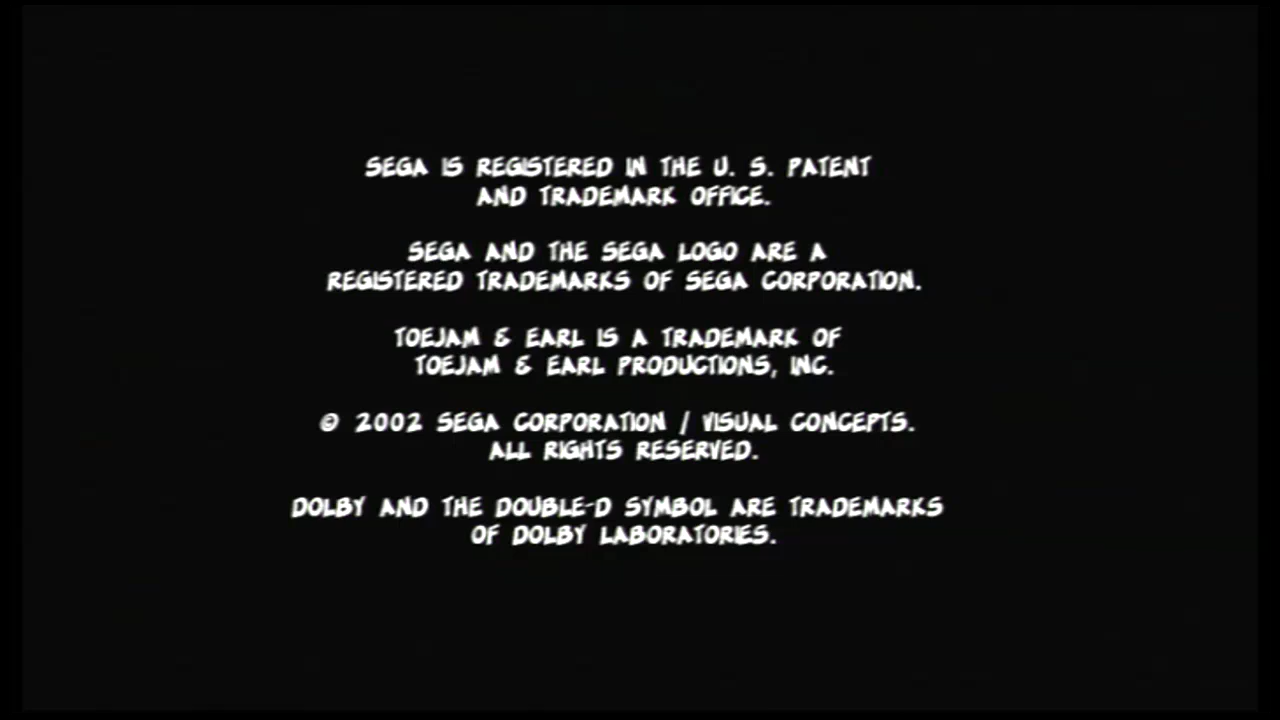 SEGA IS REGISTERED IN THE U. S. PATENT
AND TRADEMARK OFFICE.
SEGA AND THE SEGA LOGO ARE A
REGISTERED TRADEMARKS OF SEGA CORPORATION.
TOEJAM & EARL IS A TRADEMARK OF
TOEJAM & EARL PRODUCTIONS, INC.
© 2002 SEGA CORPORATION / VISUAL CONCEPTS.
ALL RIGHTS RESERVED.
DOLBY AND THE DOUBLE-D SYMBOL ARE TRADEMARKS
OF DOLBY LABORATORIES.